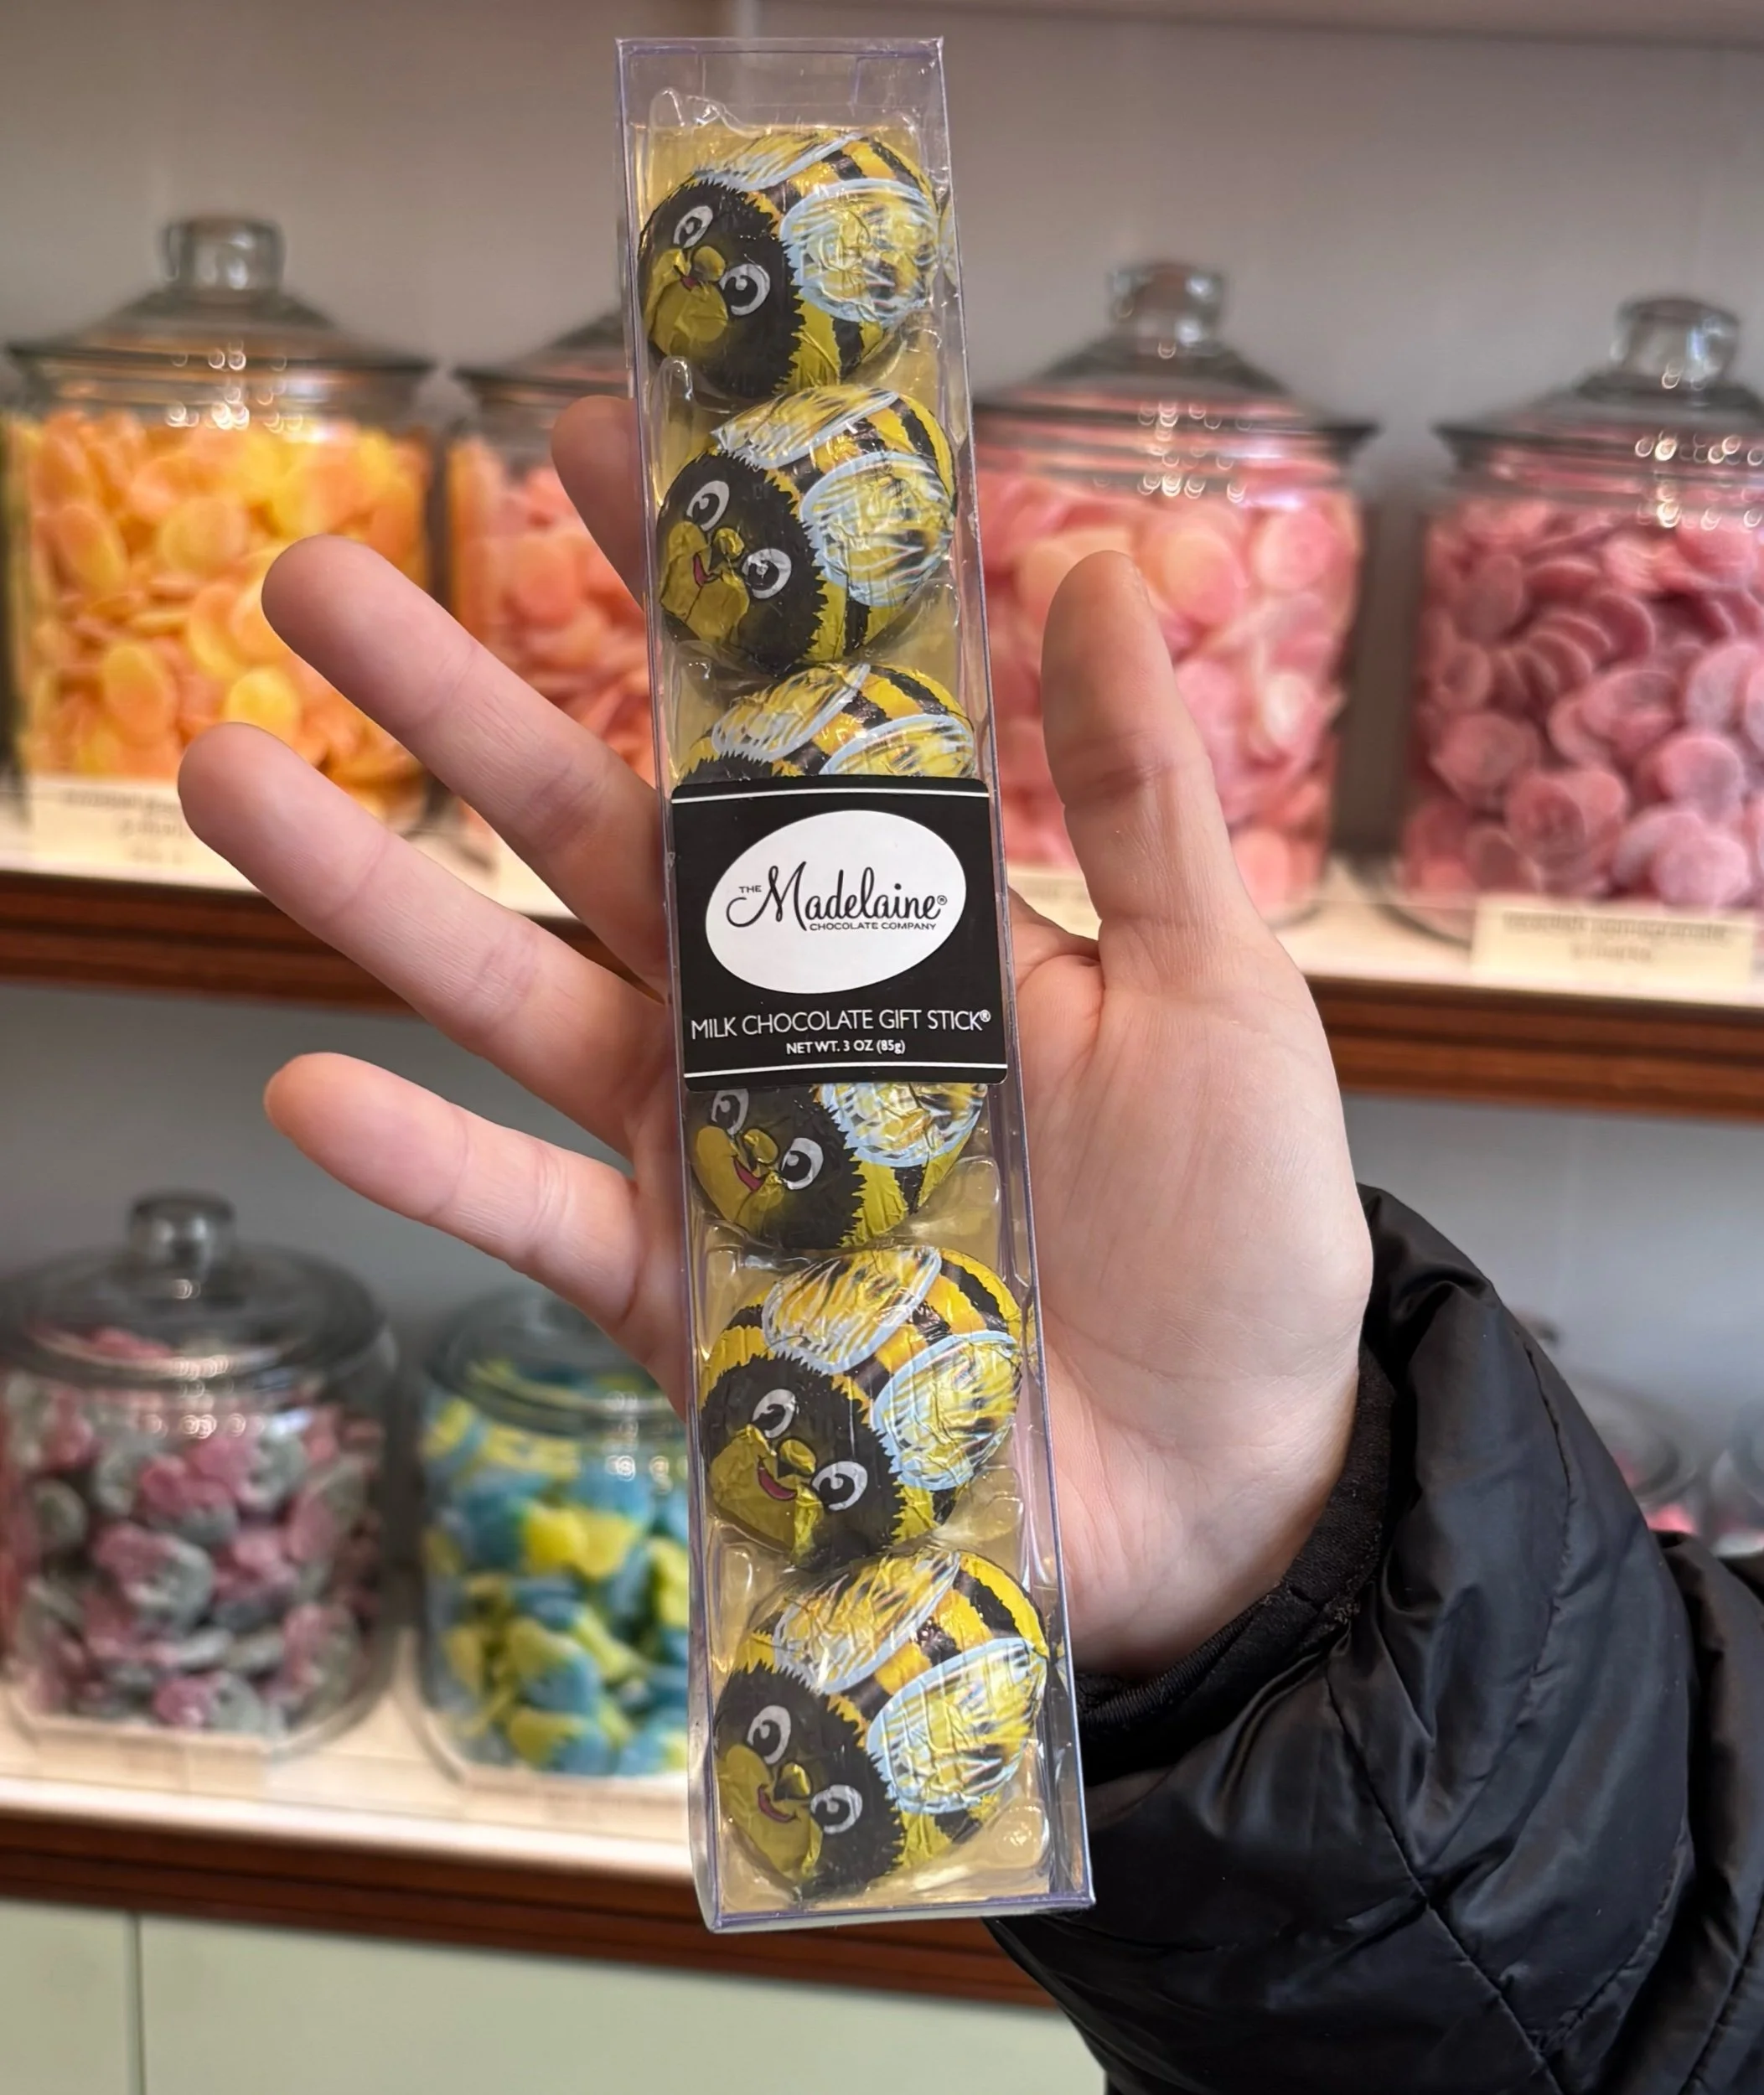 THE Madelaine®
CHOCOLATE COMPANY
MILK CHOCOLATE GIFT STICK®
NET WT. 3 OZ (85g)